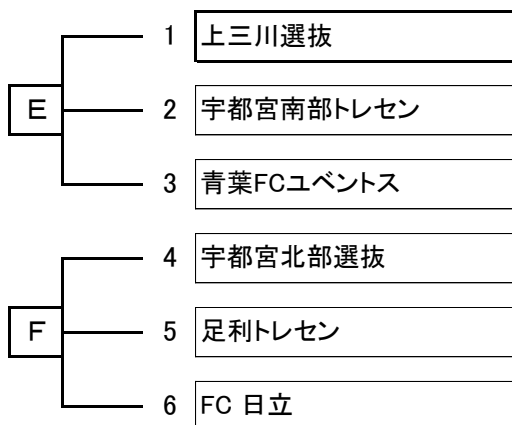 1 上三川選抜
E 2 宇都宮南部トレセン
3 青葉FCユベントス
4 宇都宮北部選抜
F 5 足利トレセン
6 FC 日立